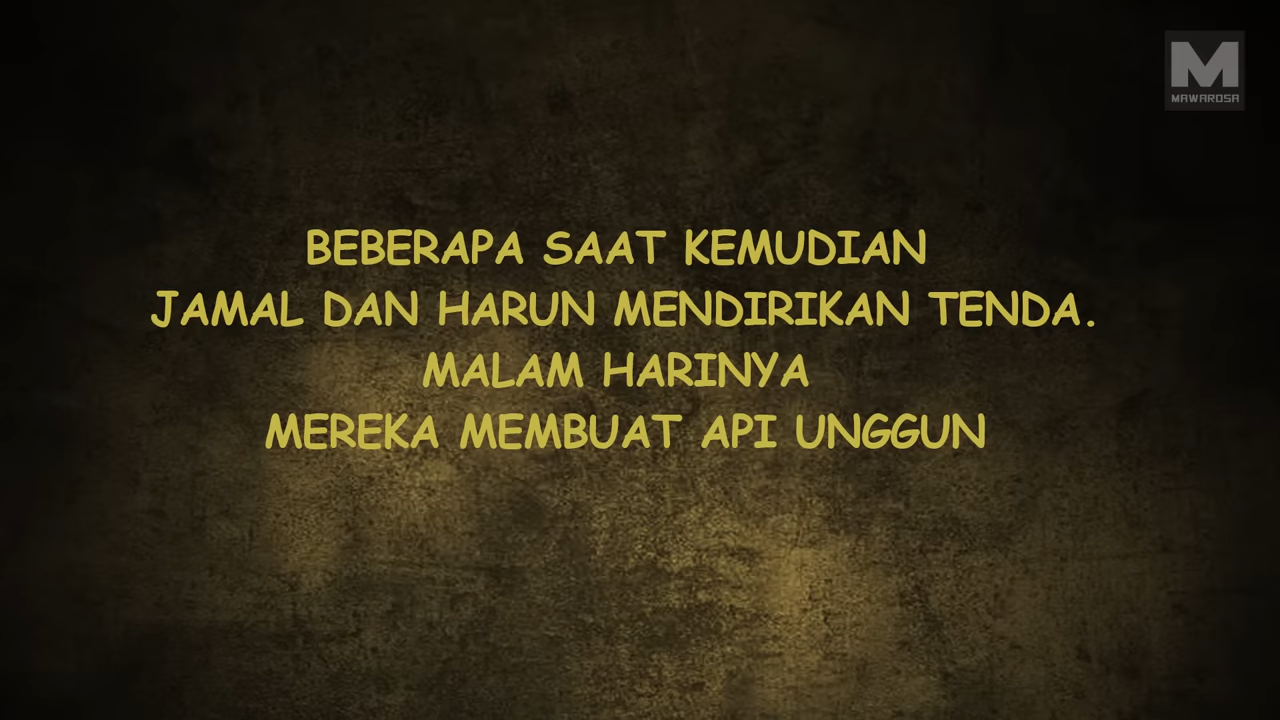 MAWAROSA
BEBERAPA SAAT KEMUDIAN
JAMAL DAN HARUN MENDIRIKAN TENDA.
MALAM HARINYA
MEREKA MEMBUAT API UNGGUN